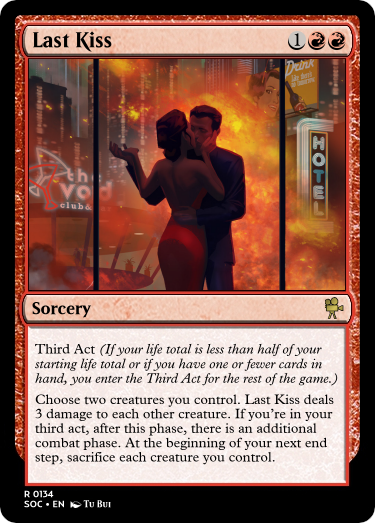 Last Kiss 1
Drink
HOTEL
the
void
club&
Sorcery
Third Act (If your life total is less than half of your
starting life total or if you have one or fewer cards in
hand, you enter the Third Act for the rest of the game.)
Choose two creatures you control. Last Kiss deals
3 damage to each other creature. If you're in your
third act, after this phase, there is an additional
combat phase. At the beginning of your next end
step, sacrifice each creature you control.
R 0134
SOC • EN Tu Bui